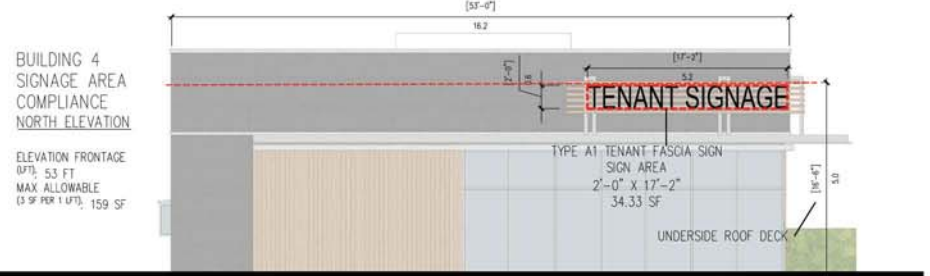 [53'-0"]
16.2
BUILDING 4
SIGNAGE AREA
COMPLIANCE
NORTH ELEVATION
ELEVATION FRONTAGE
(LFT): 53 FT
MAX ALLOWABLE
(3 SF PER 1 LFT): 159 SF
[17'-2"]
5.2
[2'-0"]
0.6
TENANT SIGNAGE
TYPE A1 TENANT FASCIA SIGN
SIGN AREA
2'-0" X 17'-2"
34.33 SF
[16'-6"]
5.0
UNDERSIDE ROOF DECK